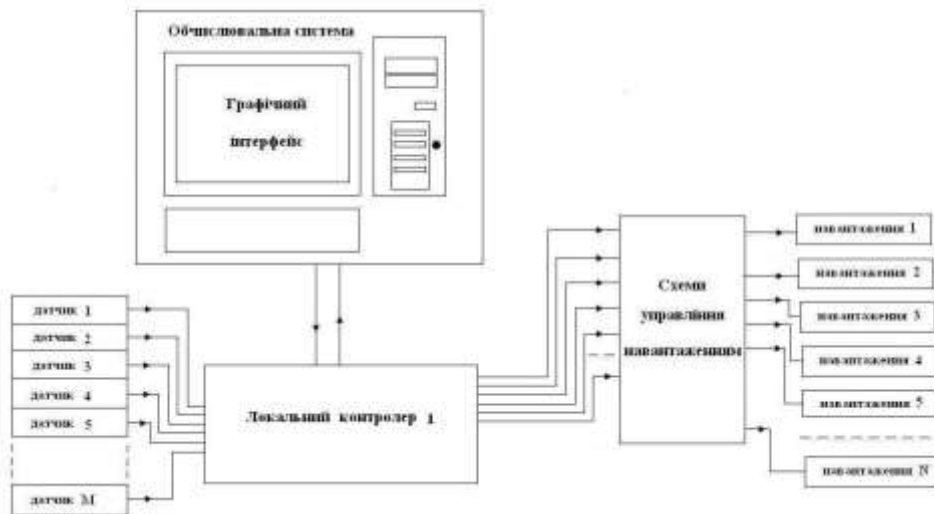 Обчислювальна система
Графічний
інтерфейс
датчик 1
датчик 2
датчик 3
датчик 4
датчик 5
датчик M
Локальний контролер 1
Схеми
управління
навантаженням
навантаження 1
навантаження 2
навантаження 3
навантаження 4
навантаження 5
навантаження N